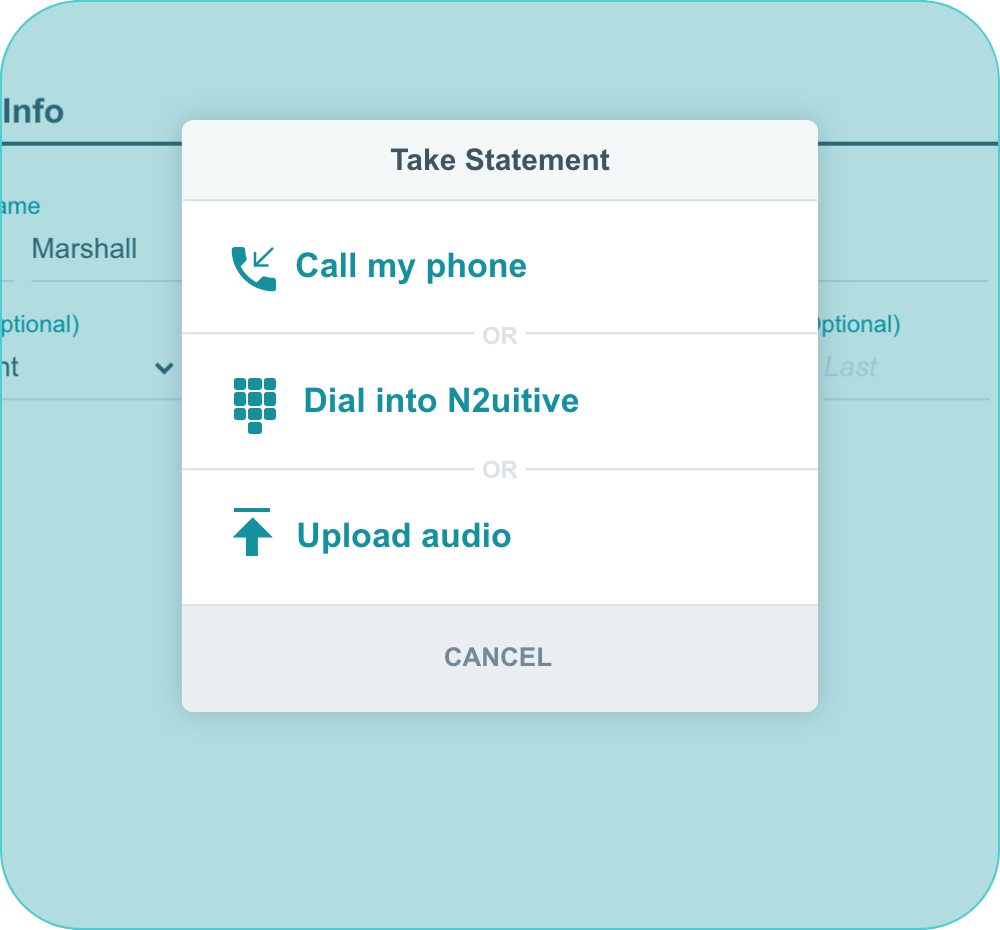 Info
Take Statement
ame
Marshall
Call my phone
ptional)
OR
Optional)
nt
Last
Dial into N2uitive
OR
Upload audio
CANCEL